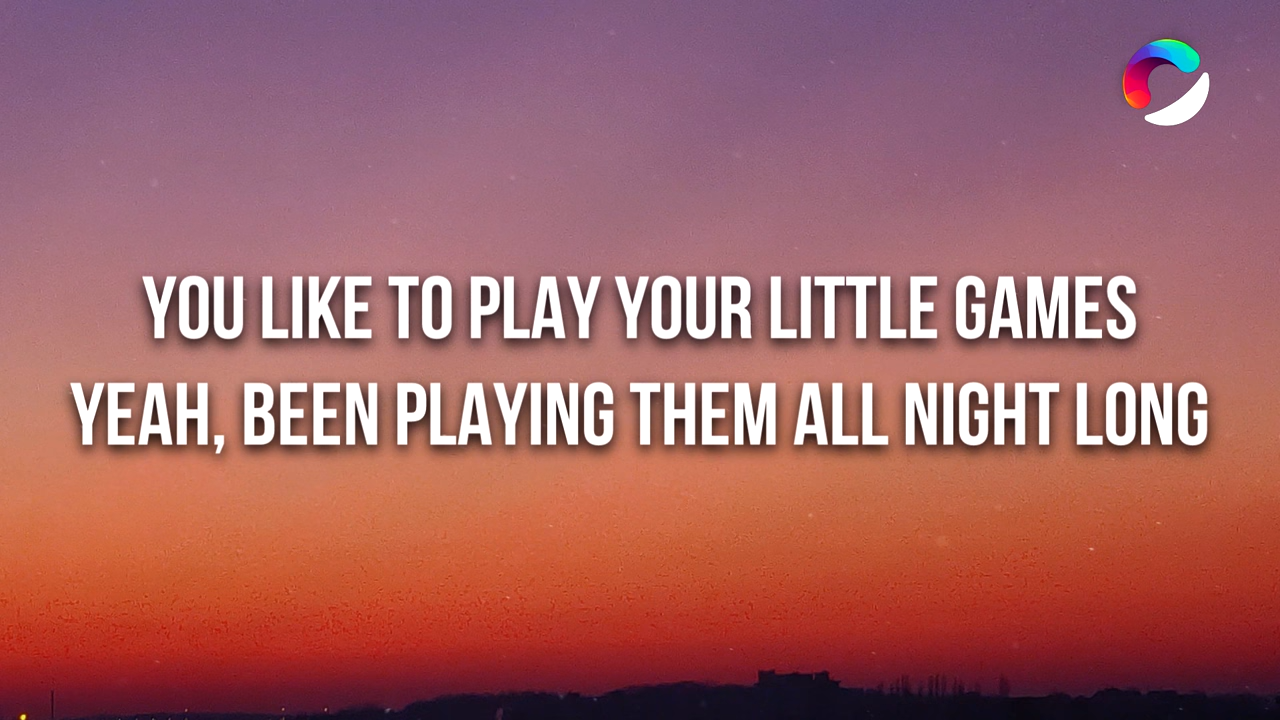 YOU LIKE TO PLAY YOUR LITTLE GAMES
YEAH, BEEN PLAYING THEM ALL NIGHT LONG